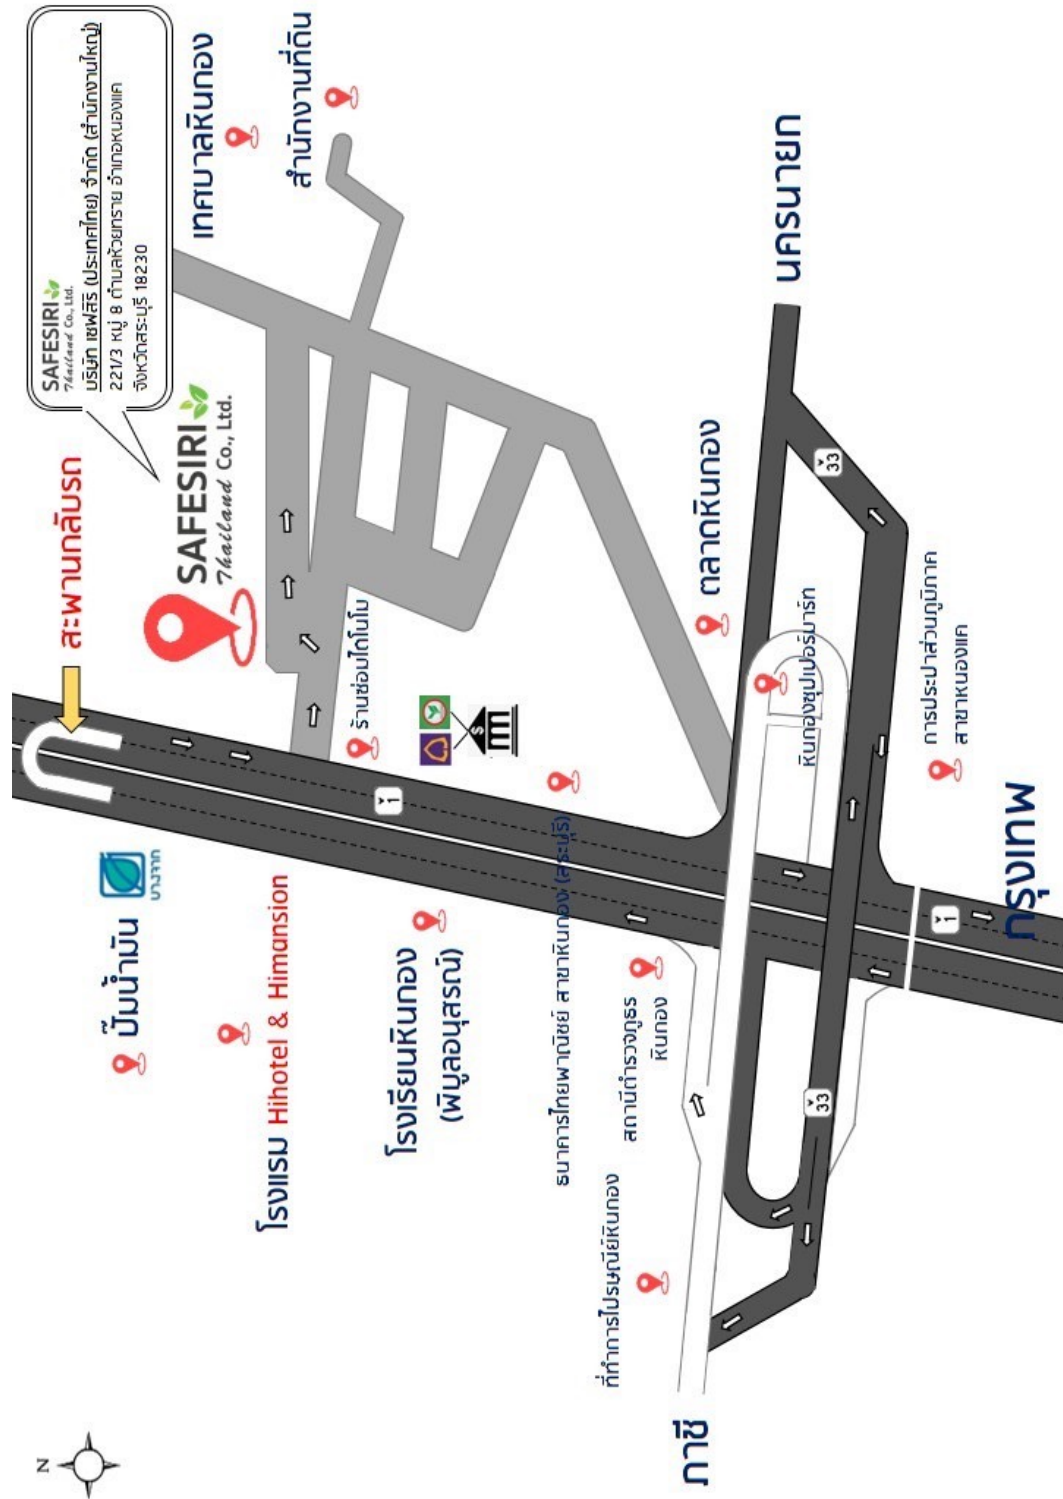 SAFESIRI
Thailand Co., Ltd.
บริษัท เซฟสิริ (ประเทศไทย) จำกัด (สำนักงานใหญ่)
221/3 หมู่ 8 ตำบลห้วยทราย อำเภอหนองแค
จังหวัดสระบุรี 18230
สะพานกลับรถ
เทศบาลหินกอง
สำนักงานที่ดิน
SAFESIRI
Thailand Co., Ltd.
ร้านซ่อมไดโนโม
$
บางจาก
ปั๊มน้ำมัน
โรงแรม Hihotel & Himansion
โรงเรียนหินกอง
(พิบูลอนุสรณ์)
ธนาคารไทยพาณิชย์ สาขาหินกอง (สระบุรี)
สถานีตำรวจภูธร
หินกอง
ที่ทำการไปรษณีย์หินกอง
ภาชี
ตลาดหินกอง
นครนายก
หินกองซุปเปอร์มาร์ท
การประปาส่วนภูมิภาค
สาขาหนองแค
กรุงเทพ
1
1
33
33
N